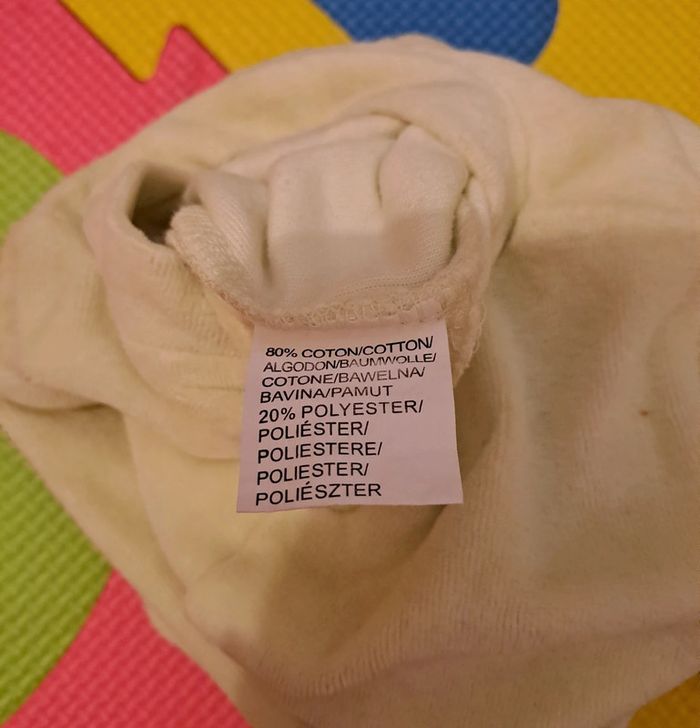 80% COTON/COTTON/
ALGODON/BAUMWOLLE/
COTONE/BAWELNA/
BAVINA/PAMUT
20% POLYESTER/
POLIÉSTER/
POLIESTERE/
POLIESTER/
POLIÉSZTER